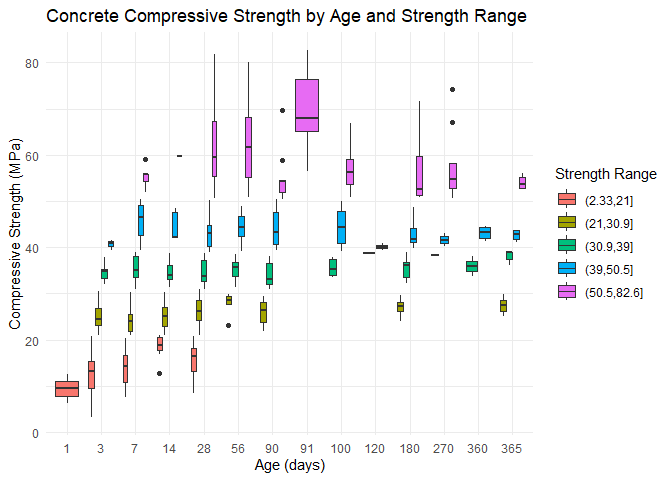 Concrete Compressive Strength by Age and Strength Range
80
60
40
20
0
Compressive Strength (MPa)
1 3 7 14 28 56 90 91 100 120 180 270 360 365
Age (days)
Strength Range
(2.33,21]
(21,30.9]
(30.9,39]
(39,50.5]
(50.5,82.6]